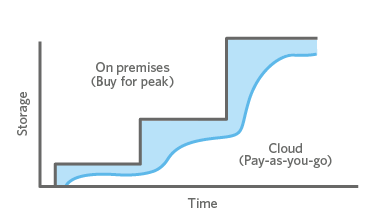 On premises
(Buy for peak)
Storage
Cloud
(Pay-as-you-go)
Time